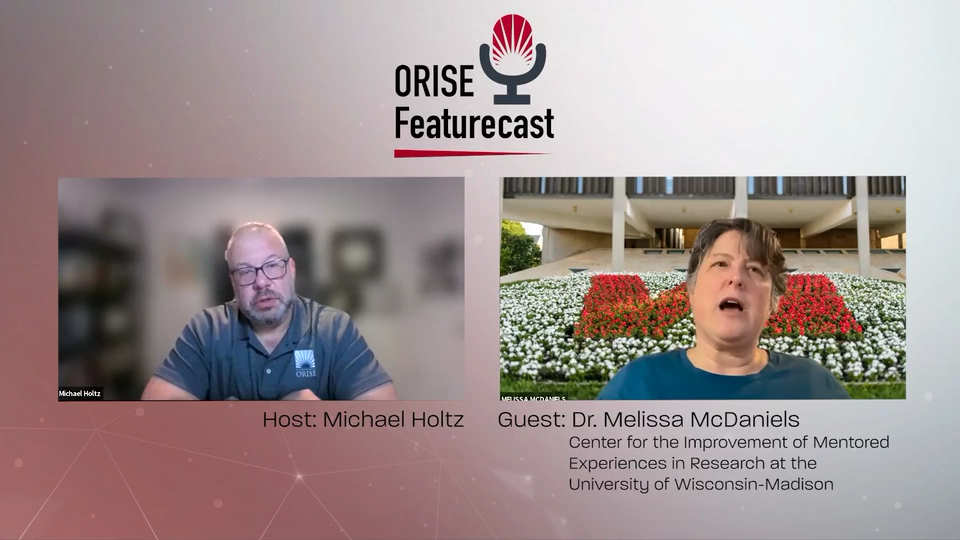 ORISE
Featurecast
ORISE
Michael Holtz
MELISSA MCDANIELS
Host: Michael Holtz
Guest: Dr. Melissa McDaniels
Center for the Improvement of Mentored
Experiences in Research at the
University of Wisconsin-Madison